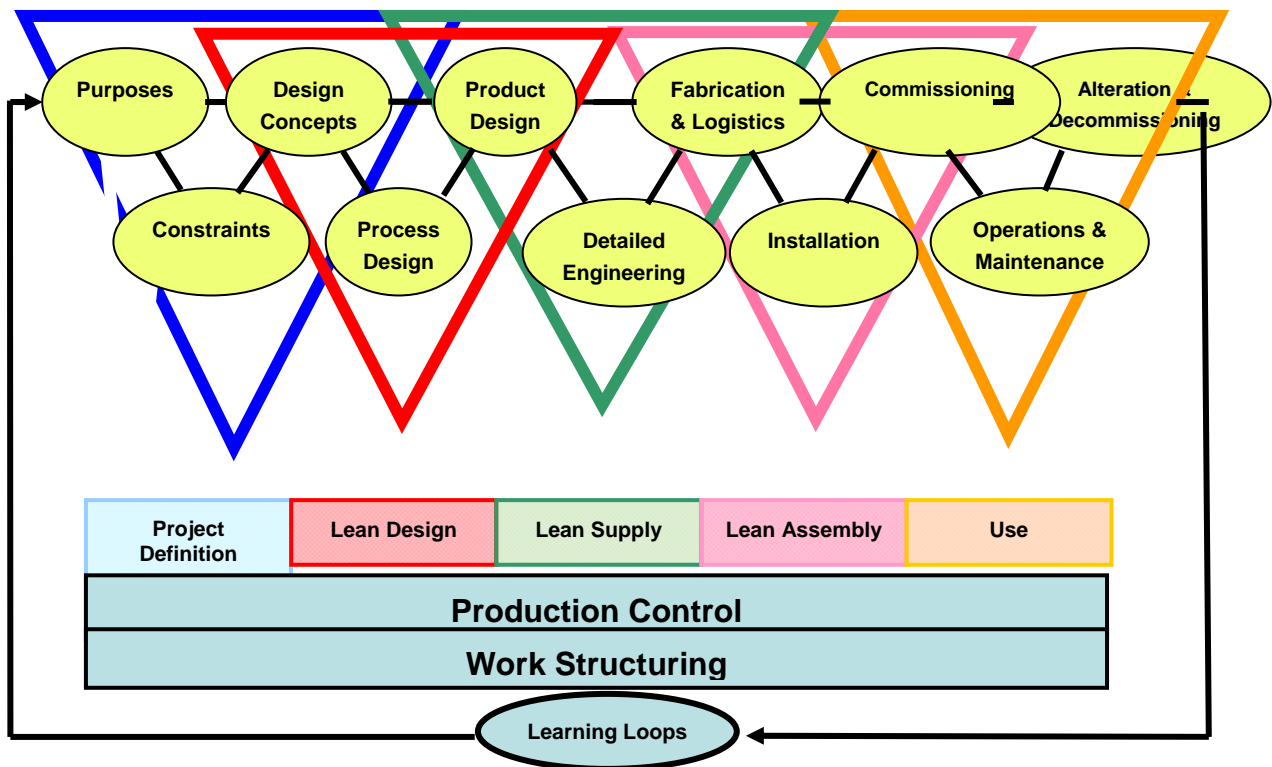 Purposes
Design
Concepts
Product
Design
Fabrication
& Logistics
Commissioning
Alteration &
Decommissioning
Constraints
Process
Design
Detailed
Engineering
Installation
Operations &
Maintenance
Project
Definition
Lean Design
Lean Supply
Lean Assembly
Use
Production Control
Work Structuring
Learning Loops